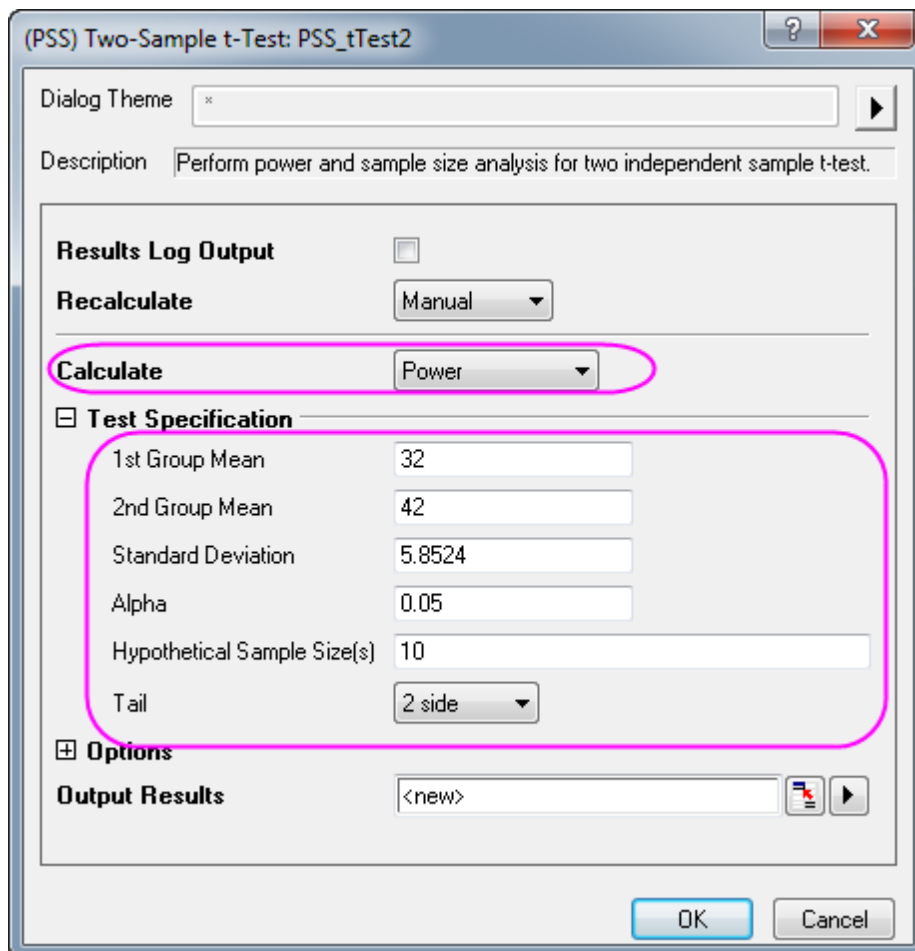 (PSS) Two-Sample t-Test: PSS_tTest2
Dialog Theme *
Description Perform power and sample size analysis for two independent sample t-test.
Results Log Output
Recalculate Manual
Calculate Power
Test Specification
1st Group Mean 32
2nd Group Mean 42
Standard Deviation 5.8524
Alpha 0.05
Hypothetical Sample Size(s) 10
Tail 2 side
Options
Output Results <new>
OK Cancel